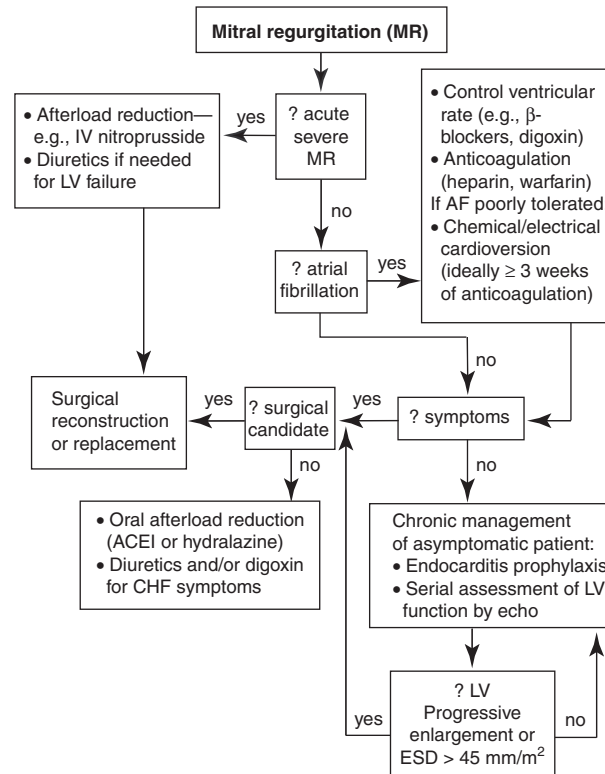 Mitral regurgitation (MR)
• Afterload reduction—
e.g., IV nitroprusside
• Diuretics if needed
for LV failure
yes
? acute
severe
MR
• Control ventricular
rate (e.g., β-
blockers, digoxin)
• Anticoagulation
(heparin, warfarin)
If AF poorly tolerated
• Chemical/electrical
cardioversion
(ideally ≥ 3 weeks
of anticoagulation)
no
? atrial
fibrillation
yes
no
Surgical
reconstruction
or replacement
yes
? surgical
candidate
yes
? symptoms
no
no
• Oral afterload reduction
(ACEI or hydralazine)
• Diuretics and/or digoxin
for CHF symptoms
Chronic management
of asymptomatic patient:
• Endocarditis prophylaxis
• Serial assessment of LV
function by echo
yes
? LV
Progressive
enlargement or
ESD > 45 mm/m²
no